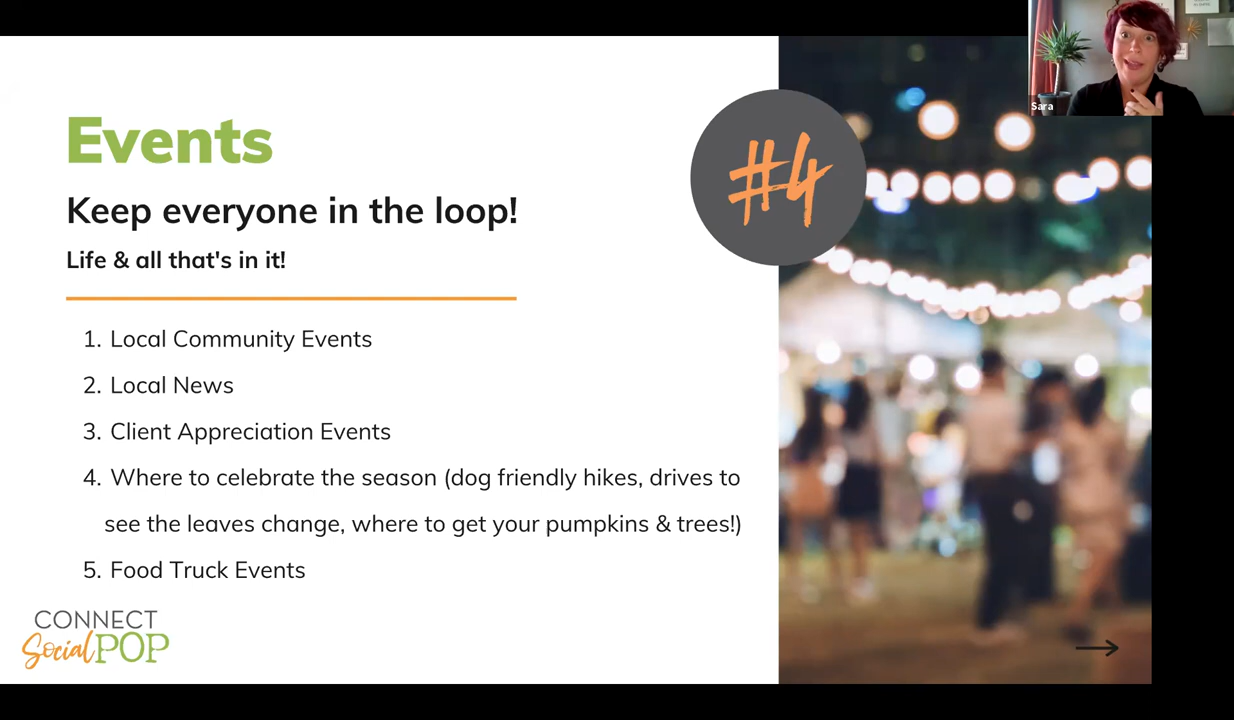 Sara
Events
#4
Keep everyone in the loop!
Life & all that's in it!
1. Local Community Events
2. Local News
3. Client Appreciation Events
4. Where to celebrate the season (dog friendly hikes, drives to
see the leaves change, where to get your pumpkins & trees!)
5. Food Truck Events
CONNECT
Social POP